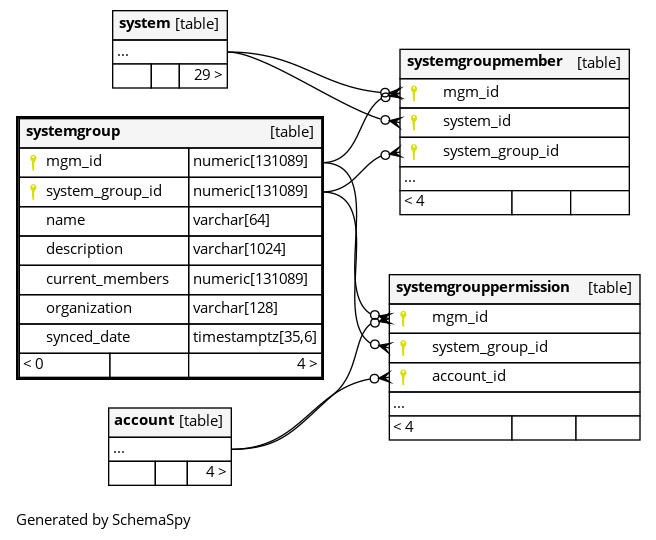 system [table]
...
29 >
systemgroup [table]
mgm_id numeric[131089]
system_group_id numeric[131089]
name varchar[64]
description varchar[1024]
current_members numeric[131089]
organization varchar[128]
synced_date timestamptz[35,6]
< 0 4 >
account [table]
...
4 >
systemgroupmember [table]
mgm_id
system_id
system_group_id
...
< 4
systemgrouppermission [table]
mgm_id
system_group_id
account_id
...
< 4
Generated by SchemaSpy